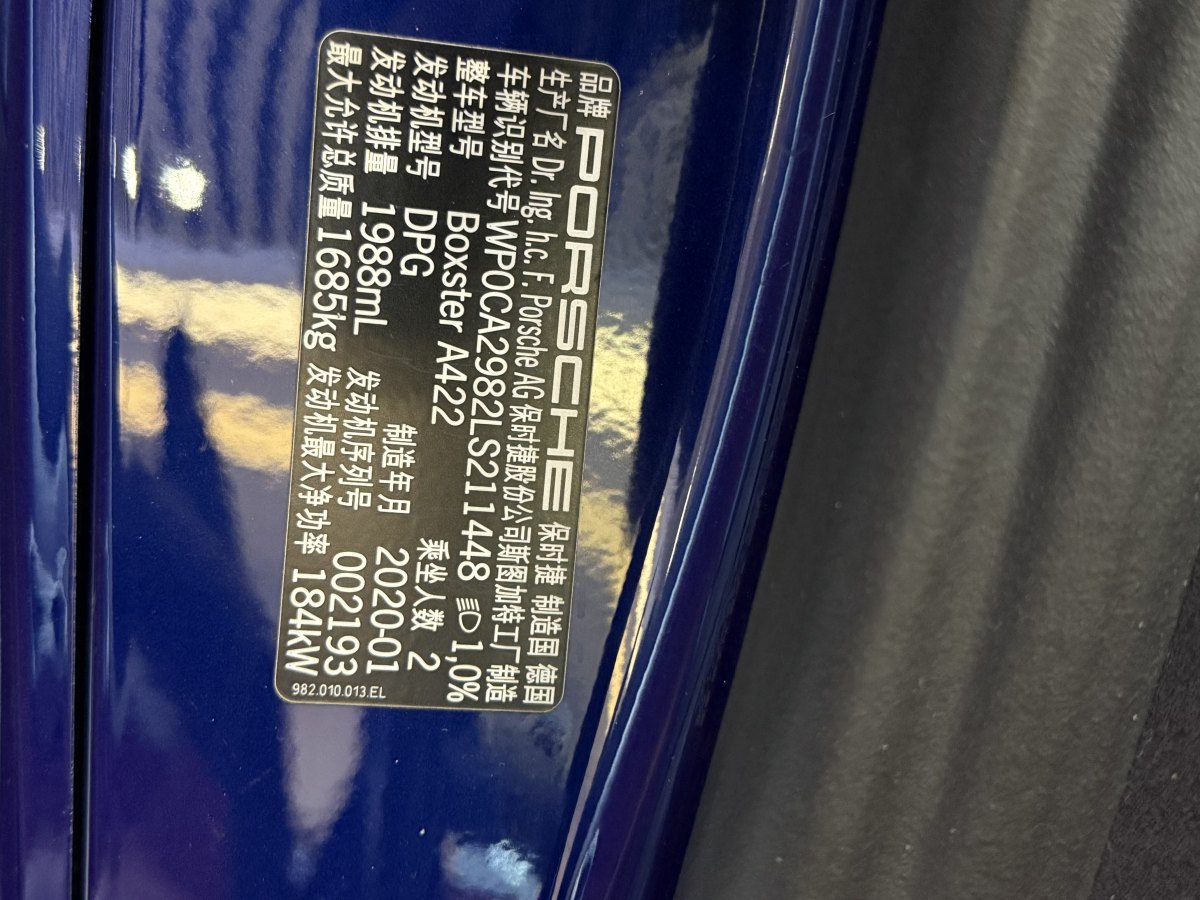 品牌 PORSCHE 保时捷 制造国 德国
生产厂名 Dr. Ing. h.c. F. Porsche AG 保时捷股份公司斯图加特工厂 制造
车辆识别代号 WP0CA2982LS211448 1,0%
整车型号 Boxster A422 乘坐人数 2
发动机型号 DPG 制造年月 2020-01
发动机排量 1988mL 发动机序列号 002193
最大允许总质量 1685kg 发动机最大净功率 184kW
982.010.013.EL